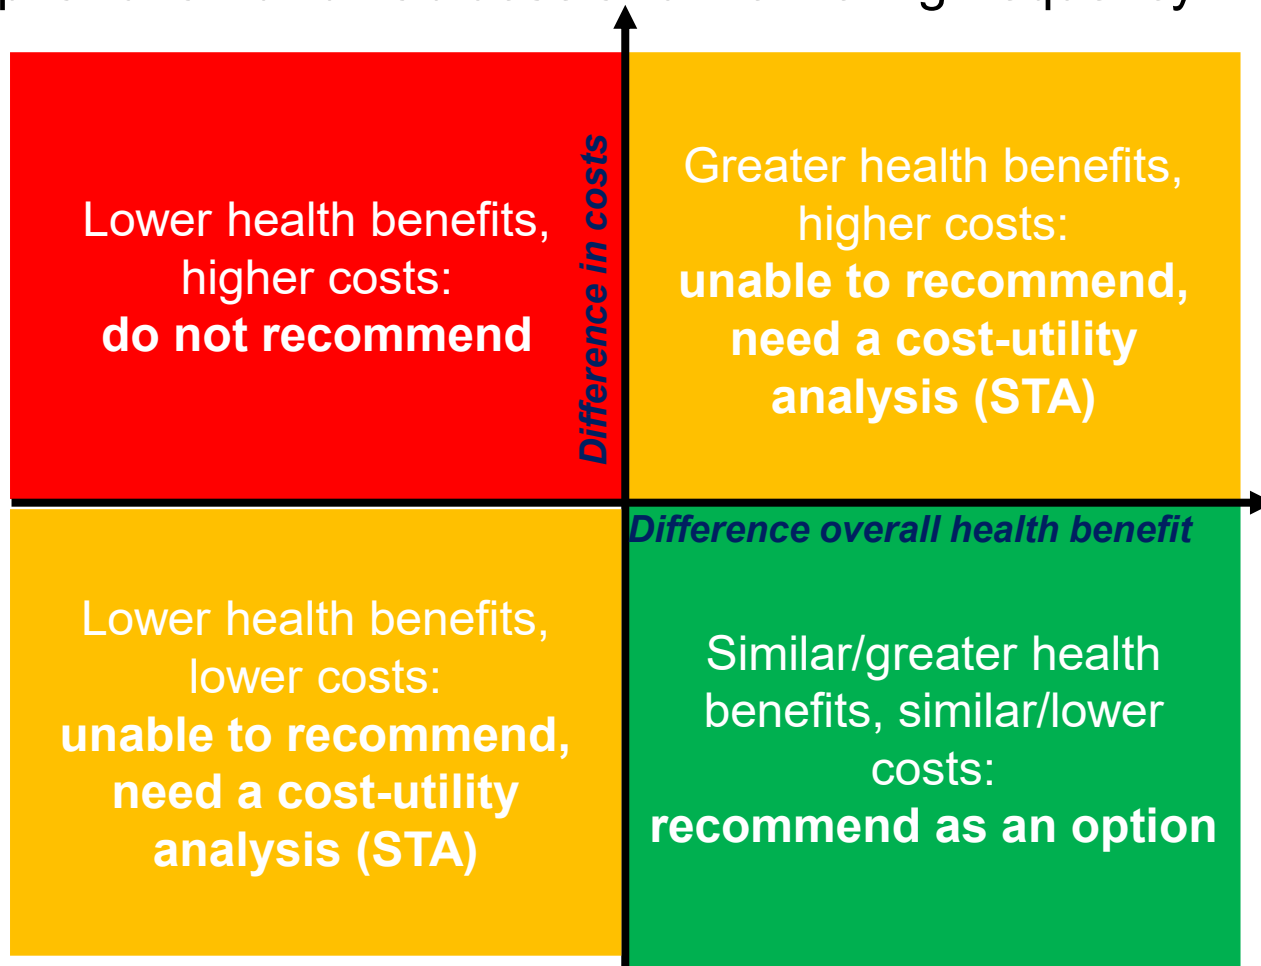 Lower health benefits,
higher costs:
do not recommend
Difference in costs
Greater health benefits,
higher costs:
unable to recommend,
need a cost-utility
analysis (STA)
Difference overall health benefit
Lower health benefits,
lower costs:
unable to recommend,
need a cost-utility
analysis (STA)
Similar/greater health
benefits, similar/lower
costs:
recommend as an option